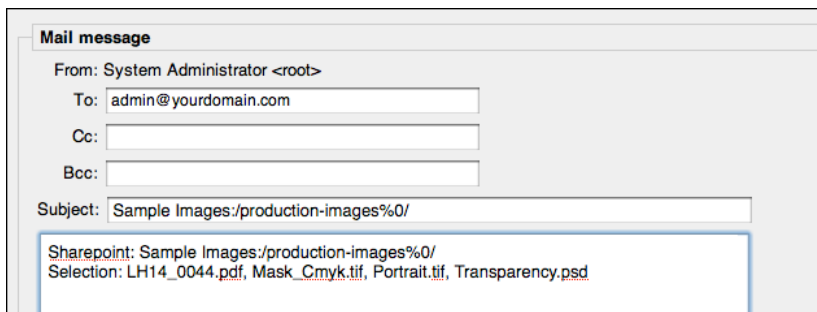 Mail message
From: System Administrator <root>
To: admin@yourdomain.com
Cc:
Bcc:
Subject: Sample Images:/production-images%0/
Sharepoint: Sample Images:/production-images%0/
Selection: LH14_0044.pdf, Mask_Cmyk.tif, Portrait.tif, Transparency.psd